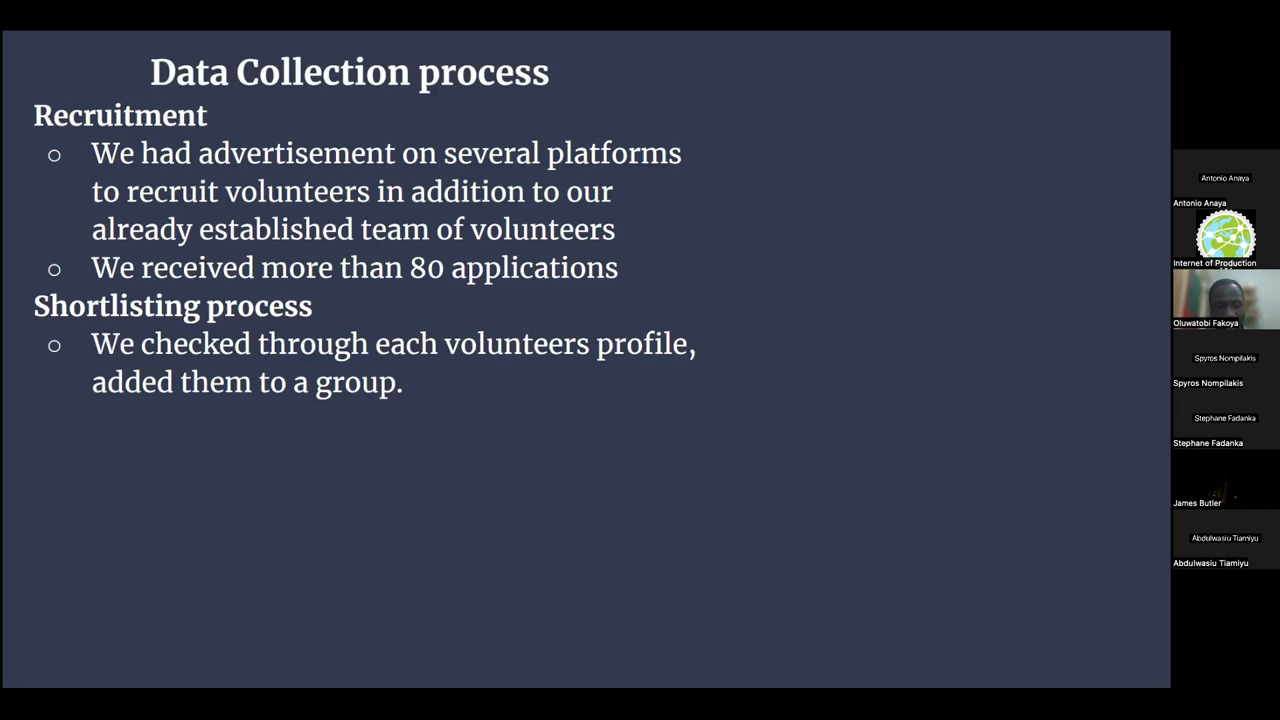 Data Collection process
Recruitment
○ We had advertisement on several platforms
to recruit volunteers in addition to our
already established team of volunteers
○ We received more than 80 applications
Shortlisting process
○ We checked through each volunteers profile,
added them to a group.
Antonio Anaya
Antonio Anaya
Internet of Production
Oluwatobi Fakoya
Spyros Nompilakis
Spyros Nompilakis
Stephane Fadanka
Stephane Fadanka
James Butler
Abdulwasiu Tiamiyu
Abdulwasiu Tiamiyu